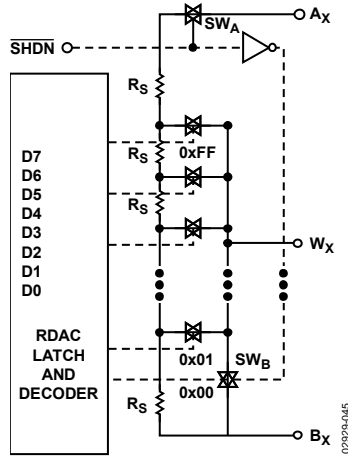 A_X
SW_A
SHDN
R_S
R_S
0xFF
R_S
D7
D6
D5
D4
D3
D2
D1
D0
W_X
RDAC
LATCH
AND
DECODER
0x01
SW_B
0x00
R_S
B_X
02929-045